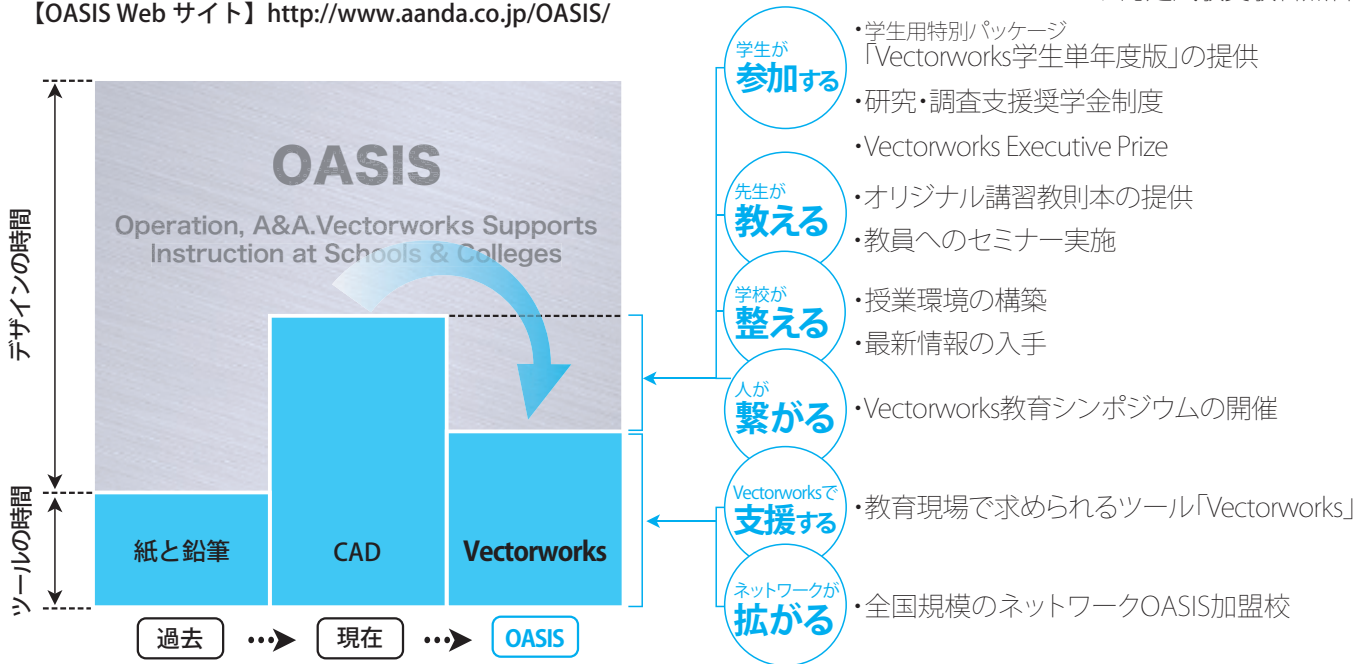 【OASIS Web サイト】http://www.aanda.co.jp/OASIS/
デザインの時間
ツールの時間
OASIS
Operation, A&A.Vectorworks Supports
Instruction at Schools & Colleges
紙と鉛筆
CAD
Vectorworks
過去
現在
OASIS
学生が
参加する
・学生用特別パッケージ
「Vectorworks学生単年度版」の提供
・研究・調査支援奨学金制度
・Vectorworks Executive Prize
先生が
教える
・オリジナル講習教則本の提供
・教員へのセミナー実施
学校が
整える
・授業環境の構築
・最新情報の入手
人が
繋がる
・Vectorworks教育シンポジウムの開催
Vectorworksで
支援する
・教育現場で求められるツール「Vectorworks」
ネットワークが
拡がる
・全国規模のネットワークOASIS加盟校